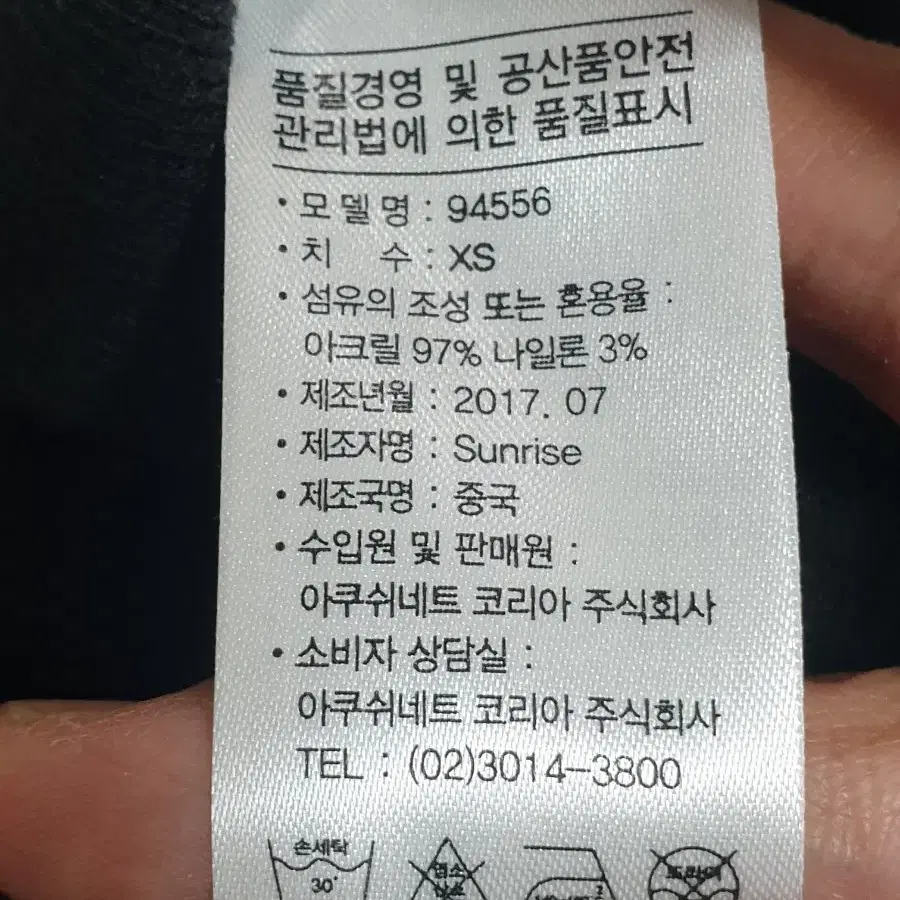 품질경영 및 공산품안전
관리법에 의한 품질표시
· 모 델 명 : 94556
· 치 수 : XS
· 섬유의 조성 또는 혼용율 :
아크릴 97% 나일론 3%
· 제조년월 : 2017. 07
· 제조자명 : Sunrise
· 제조국명 : 중국
· 수입원 및 판매원 :
아쿠쉬네트 코리아 주식회사
· 소비자 상담실 :
아쿠쉬네트 코리아 주식회사
TEL : (02)3014-3800
손세탁 염소 드라이
30°